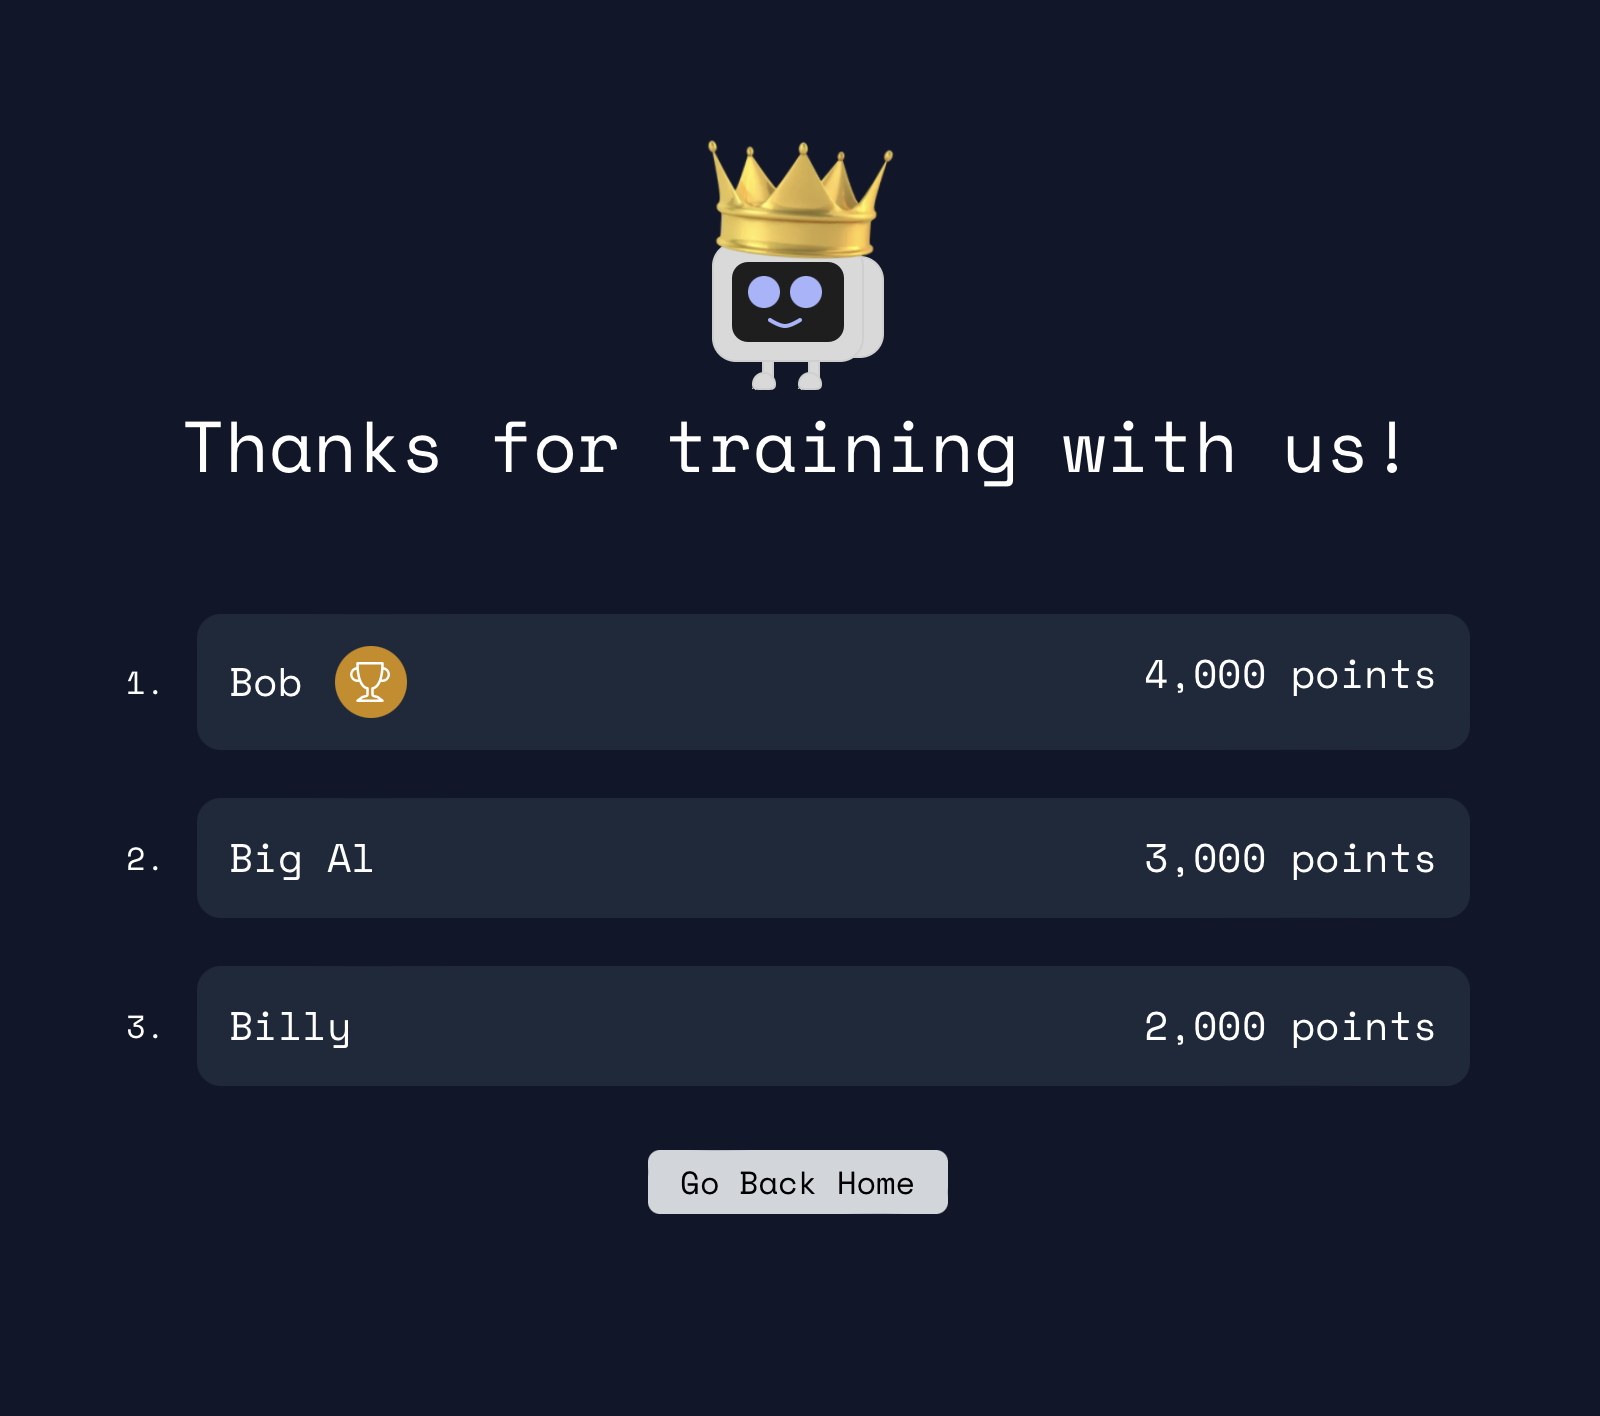 Thanks for training with us!
1. Bob 4,000 points
2. Big Al 3,000 points
3. Billy 2,000 points
Go Back Home